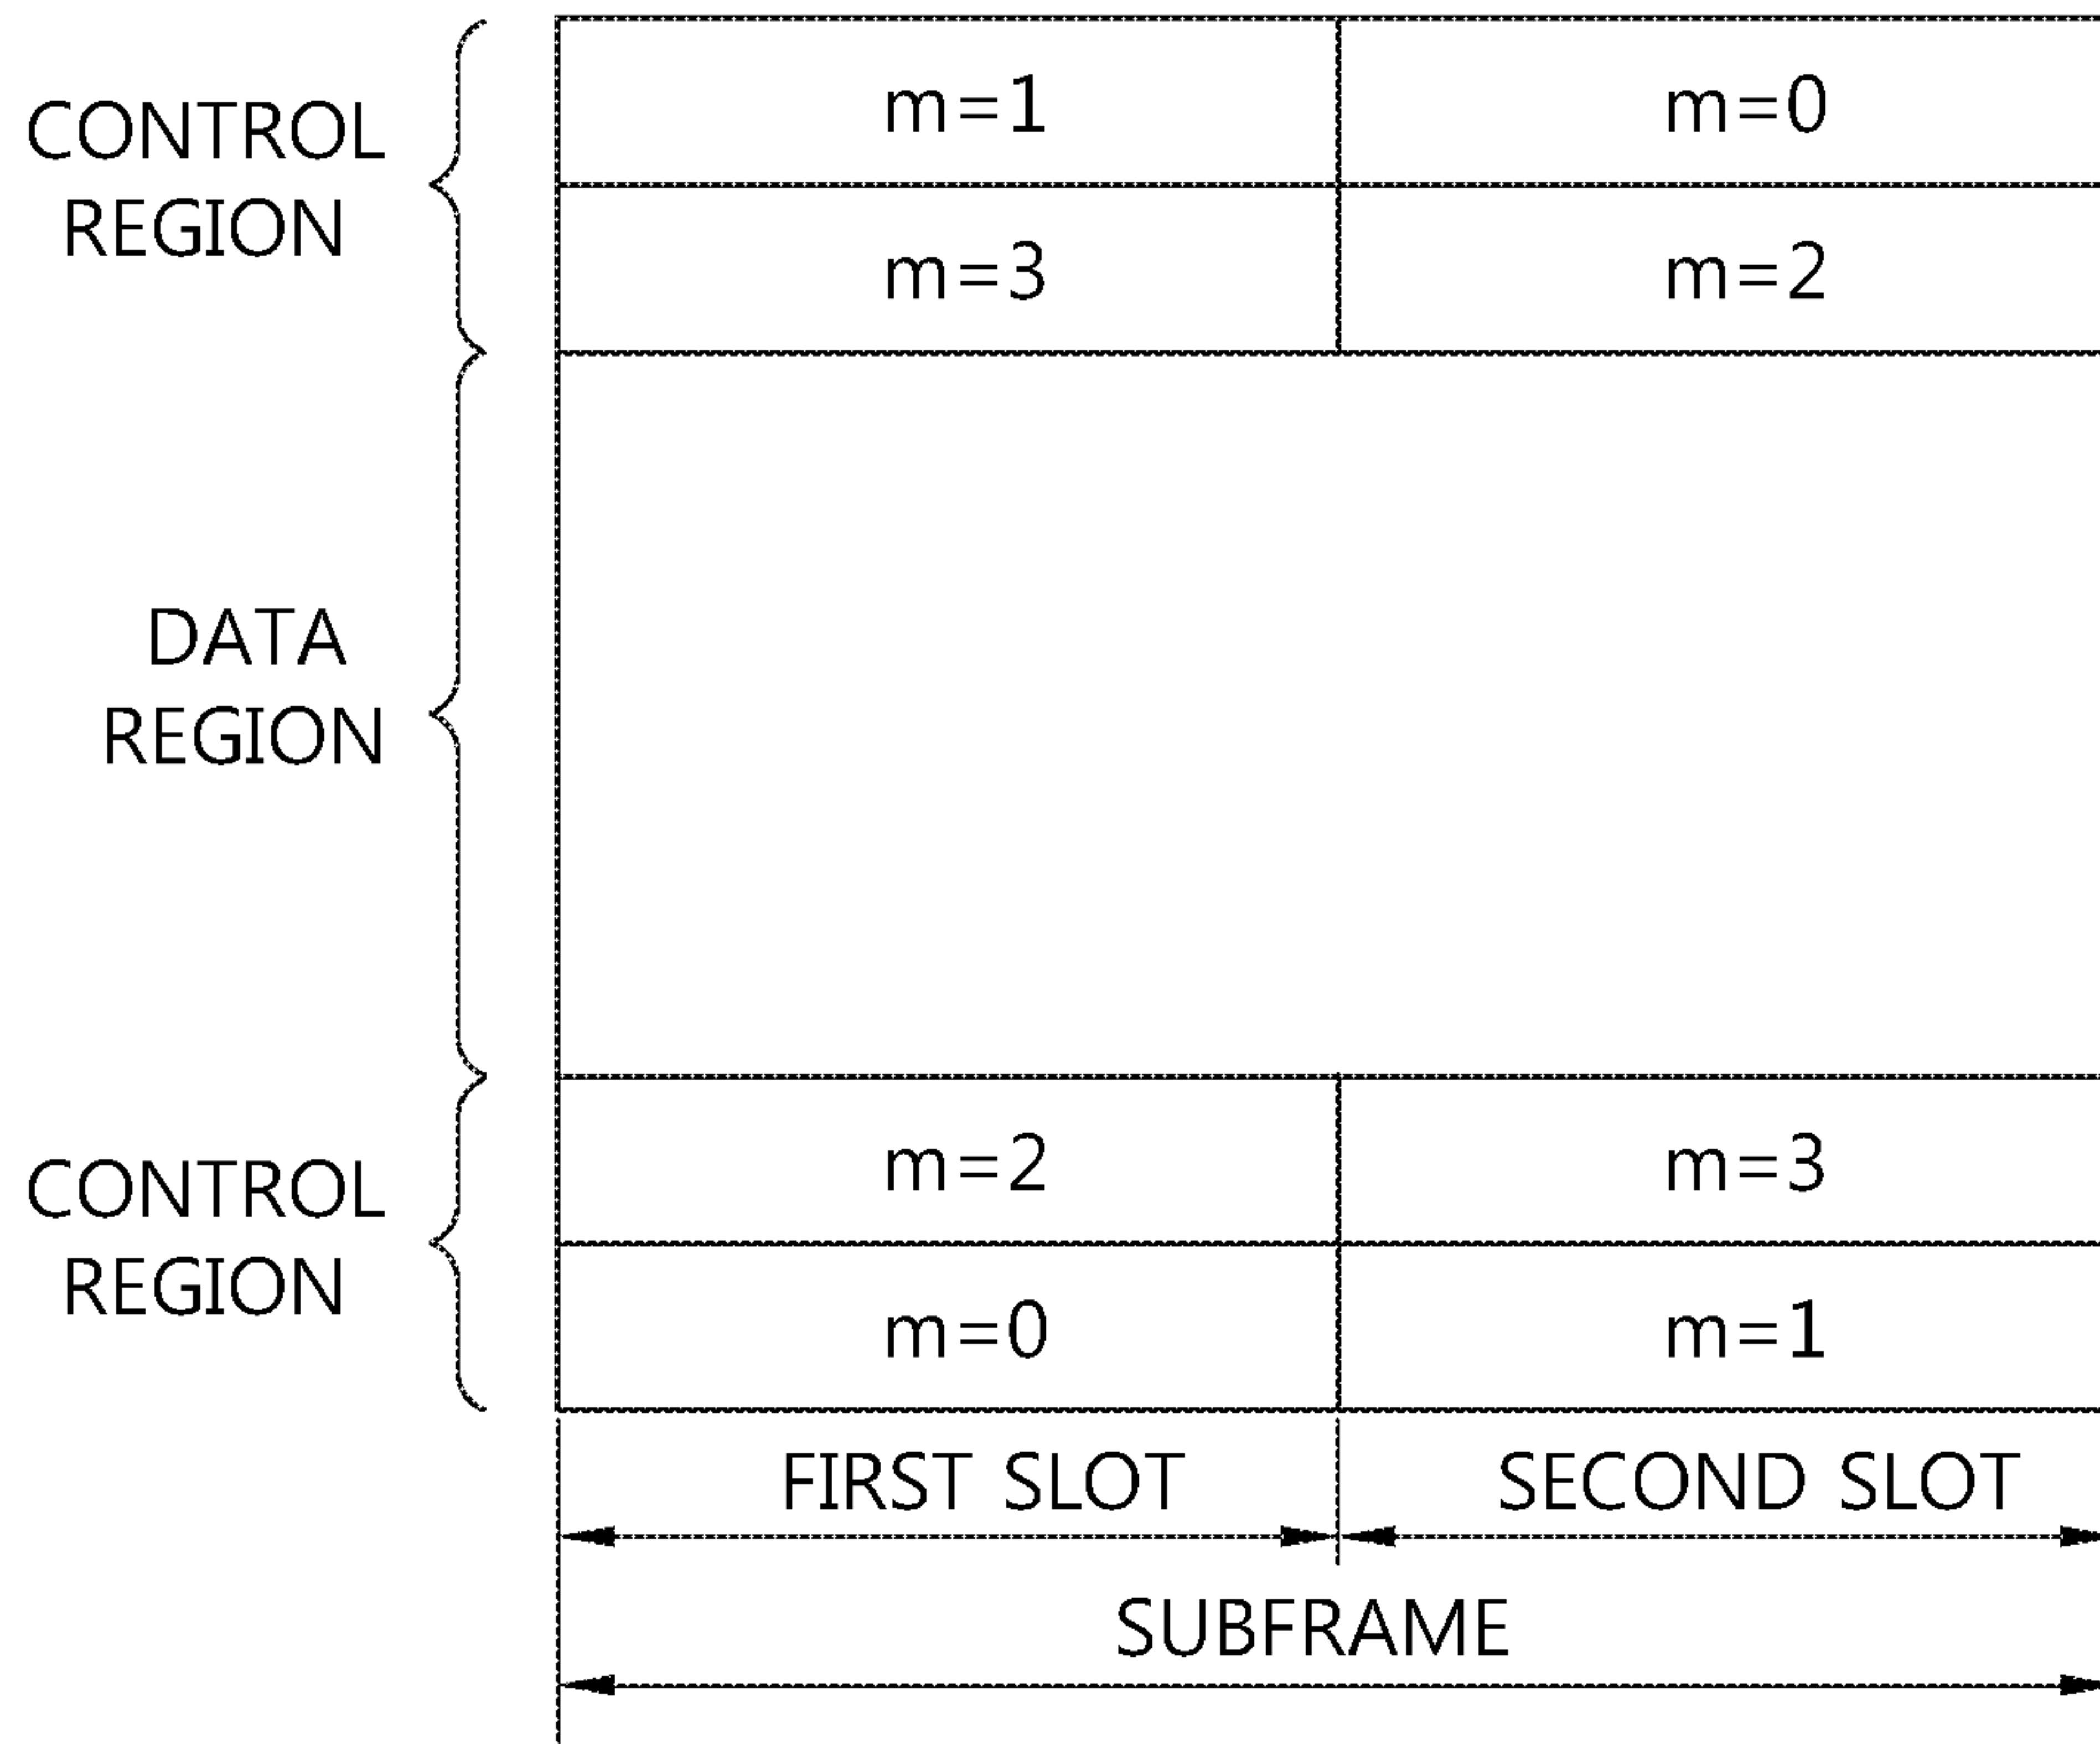 m=1 m=0
CONTROL
REGION
m=3 m=2
DATA
REGION
m=2 m=3
CONTROL
REGION
m=0 m=1
FIRST SLOT SECOND SLOT
SUBFRAME